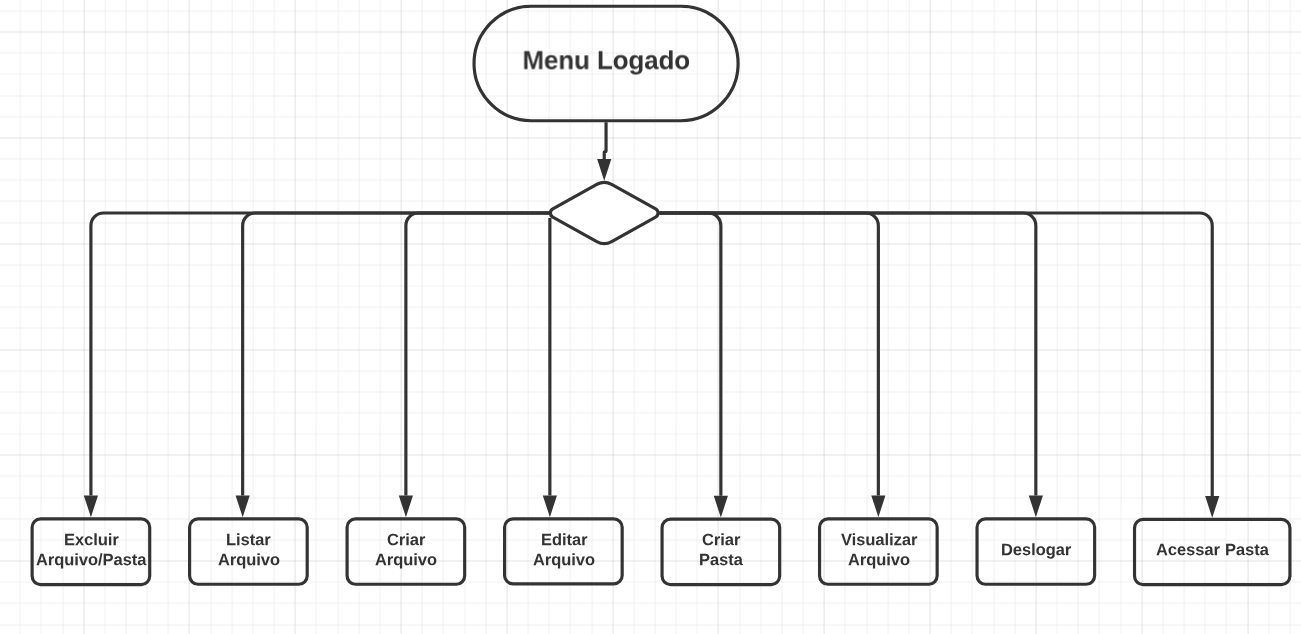 Menu Logado
Excluir
Arquivo/Pasta
Listar
Arquivo
Criar
Arquivo
Editar
Arquivo
Criar
Pasta
Visualizar
Arquivo
Deslogar
Acessar Pasta